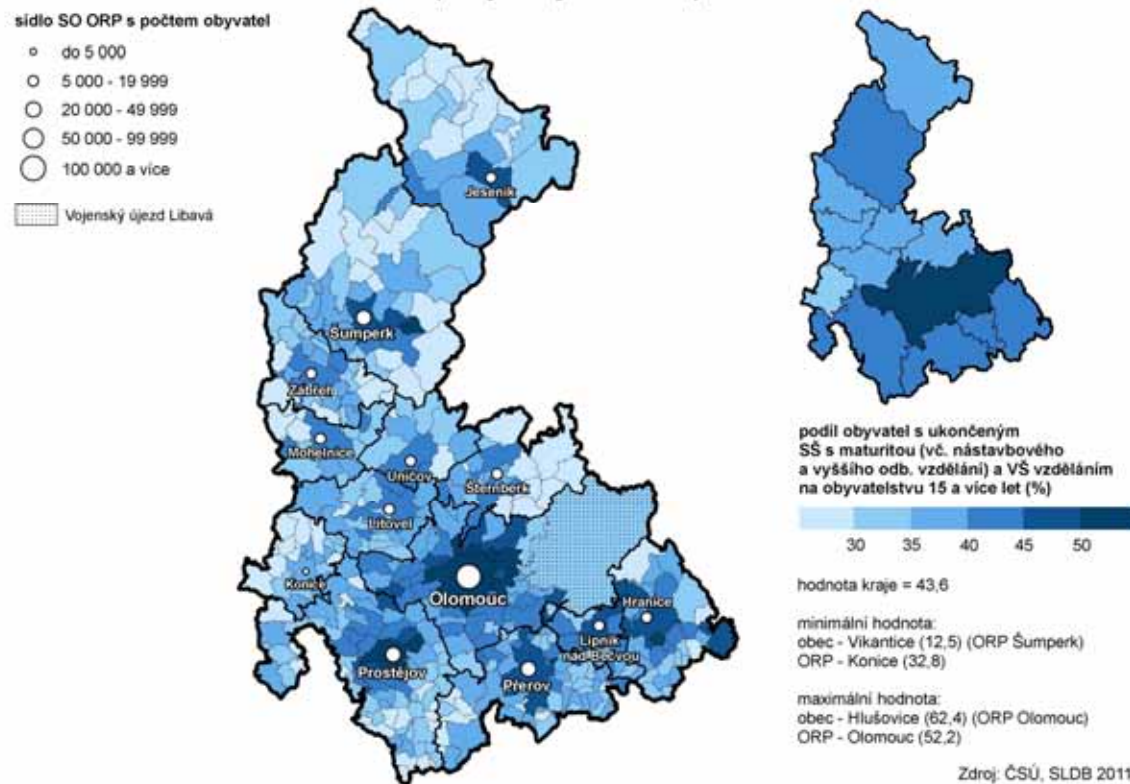 sídlo SO ORP s počtem obyvatel
do 5 000
5 000 - 19 999
20 000 - 49 999
50 000 - 99 999
100 000 a více
Vojenský újezd Libavá
Jeseník
Šumperk
Zábřeh
Mohelnice
Uničov
Šternberk
Litovel
Konice
Olomouc
Hranice
Lipník
nad Bečvou
Prostějov
Přerov
podíl obyvatel s ukončeným
SŠ s maturitou (vč. nástavbového
a vyššího odb. vzdělání) a VŠ vzděláním
na obyvatelstvu 15 a více let (%)
30 35 40 45 50
hodnota kraje = 43,6
minimální hodnota:
obec - Vikantice (12,5) (ORP Šumperk)
ORP - Konice (32,8)
maximální hodnota:
obec - Hlušovice (62,4) (ORP Olomouc)
ORP - Olomouc (52,2)
Zdroj: ČSÚ, SLDB 2011